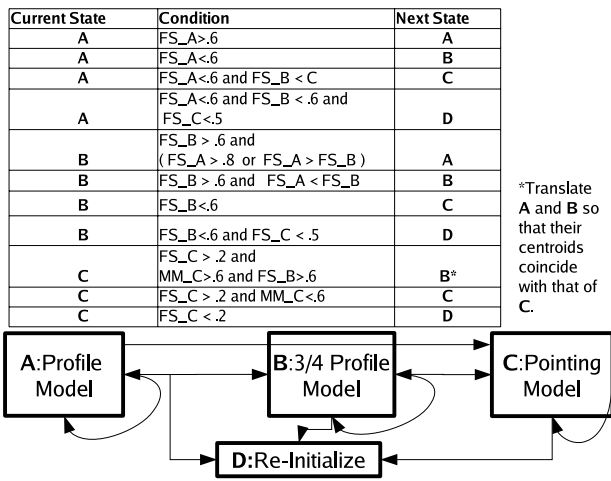 Current State Condition Next State
A FS_A>.6 A
A FS_A<.6 B
A FS_A<.6 and FS_B < C C
FS_A<.6 and FS_B < .6 and
A FS_C<.5 D
FS_B > .6 and
B ( FS_A > .8 or FS_A > FS_B ) A
B FS_B > .6 and FS_A < FS_B B
B FS_B<.6 C
B FS_B<.6 and FS_C < .5 D
FS_C > .2 and
C MM_C>.6 and FS_B>.6 B*
C FS_C > .2 and MM_C<.6 C
C FS_C < .2 D
*Translate
A and B so
that their
centroids
coincide
with that of
C.
A:Profile
Model
B:3/4 Profile
Model
C:Pointing
Model
D:Re-Initialize